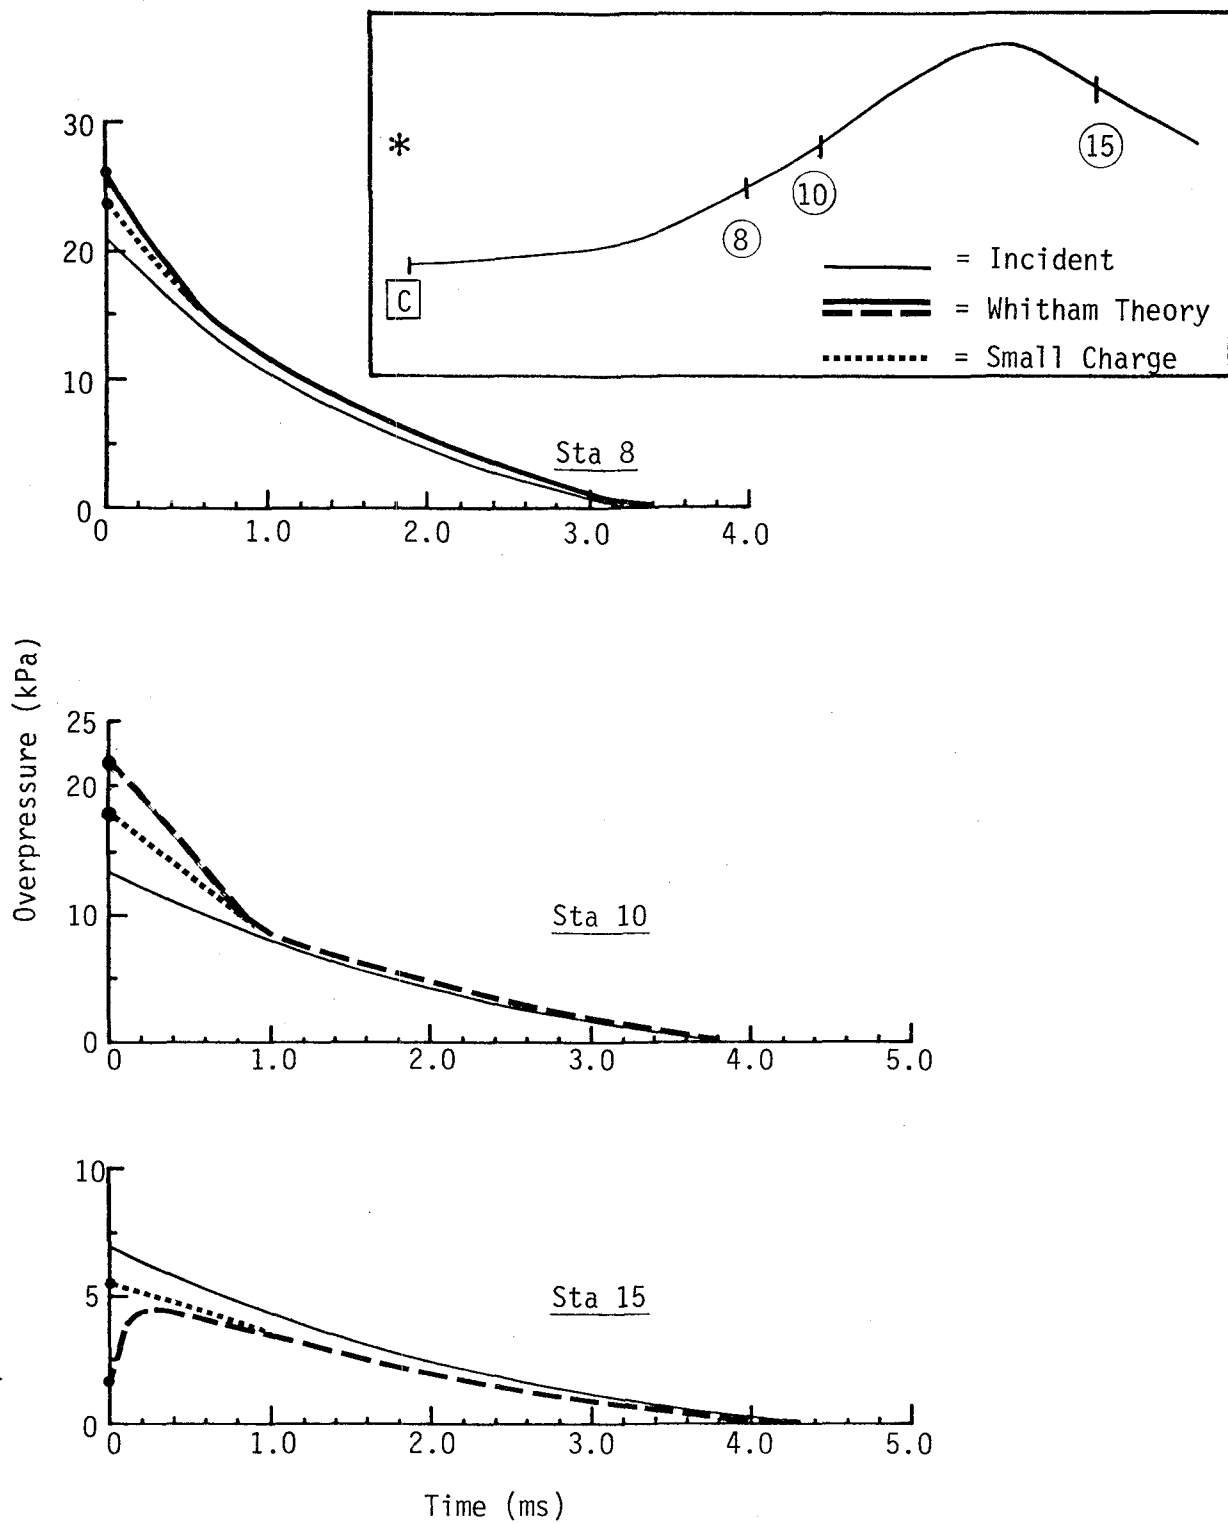 *
C
8
10
15
= Incident
= Whitham Theory
= Small Charge
30
20
10
0
0 1.0 2.0 3.0 4.0
Sta 8
Overpressure (kPa)
25
20
10
0
0 1.0 2.0 3.0 4.0 5.0
Sta 10
10
5
0
0 1.0 2.0 3.0 4.0 5.0
Sta 15
Time (ms)